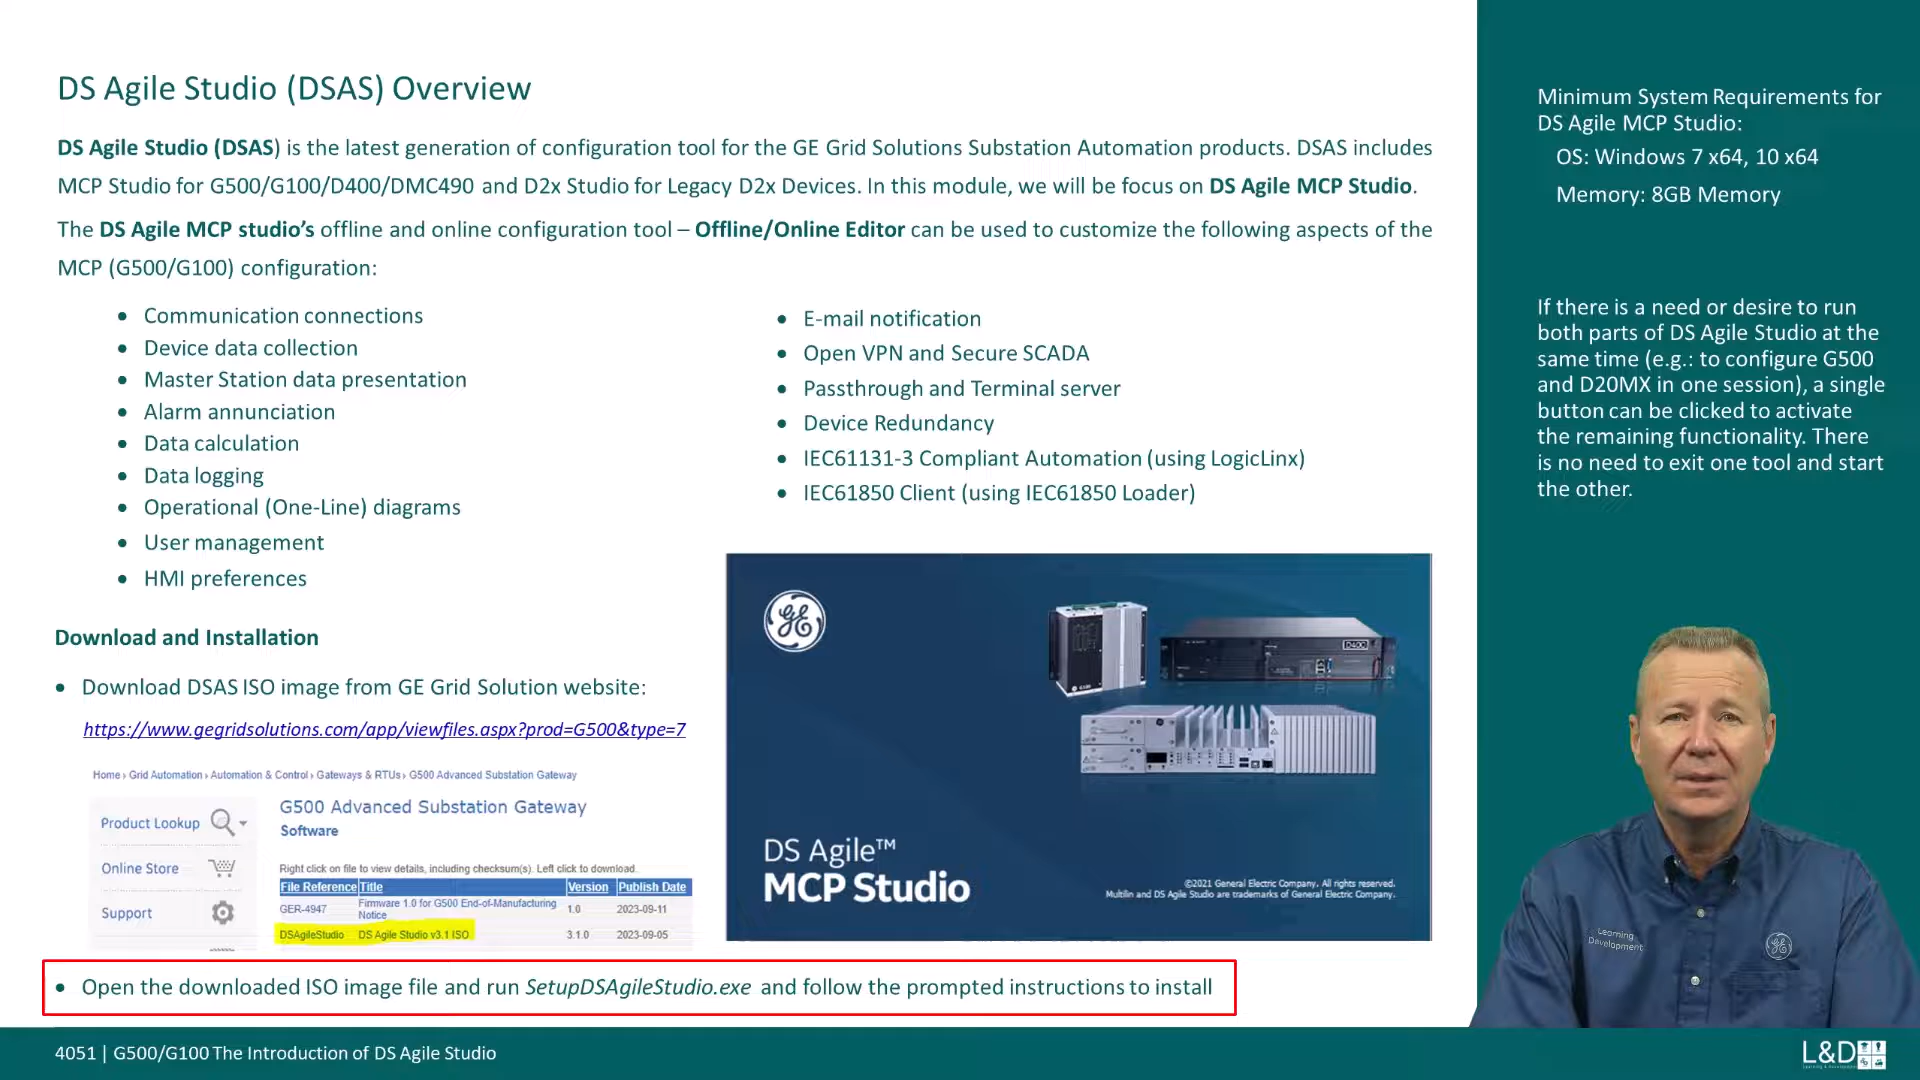 DS Agile Studio (DSAS) Overview
DS Agile Studio (DSAS) is the latest generation of configuration tool for the GE Grid Solutions Substation Automation products. DSAS includes
MCP Studio for G500/G100/D400/DMC490 and D2x Studio for Legacy D2x Devices. In this module, we will be focus on DS Agile MCP Studio.
The DS Agile MCP studio's offline and online configuration tool – Offline/Online Editor can be used to customize the following aspects of the
MCP (G500/G100) configuration:
• Communication connections
• Device data collection
• Master Station data presentation
• Alarm annunciation
• Data calculation
• Data logging
• Operational (One-Line) diagrams
• User management
• HMI preferences
• E-mail notification
• Open VPN and Secure SCADA
• Passthrough and Terminal server
• Device Redundancy
• IEC61131-3 Compliant Automation (using LogicLinx)
• IEC61850 Client (using IEC61850 Loader)
Download and Installation
• Download DSAS ISO image from GE Grid Solution website:
https://www.gegridsolutions.com/app/viewfiles.aspx?prod=G500&type=7
Home › Grid Automation › Automation & Control › Gateways & RTUs › G500 Advanced Substation Gateway
Product Lookup
Online Store
Support
G500 Advanced Substation Gateway
Software
Right click on file to view details, including checksum(s). Left click to download.
File Reference Title Version Publish Date
GER-4947 Firmware 1.0 for G500 End-of-Manufacturing
Notice 1.0 2023-09-11
DSAgileStudio DS Agile Studio v3.1 ISO 3.1.0 2023-09-05
GE
D400
DS Agile™
MCP Studio
©2021 General Electric Company. All rights reserved.
Multilin and DS Agile Studio are trademarks of General Electric Company.
• Open the downloaded ISO image file and run SetupDSAgileStudio.exe and follow the prompted instructions to install
Minimum System Requirements for
DS Agile MCP Studio:
OS: Windows 7 x64, 10 x64
Memory: 8GB Memory
If there is a need or desire to run
both parts of DS Agile Studio at the
same time (e.g.: to configure G500
and D20MX in one session), a single
button can be clicked to activate
the remaining functionality. There
is no need to exit one tool and start
the other.
Learning
Development
GE
4051 | G500/G100 The Introduction of DS Agile Studio
L&D